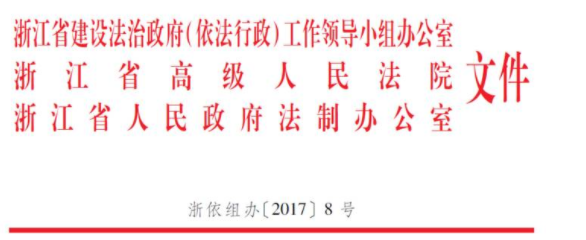 浙江省建设法治政府(依法行政)工作领导小组办公室
浙江省高级人民法院
浙江省人民政府法制办公室
文件
浙依组办〔2017〕8 号